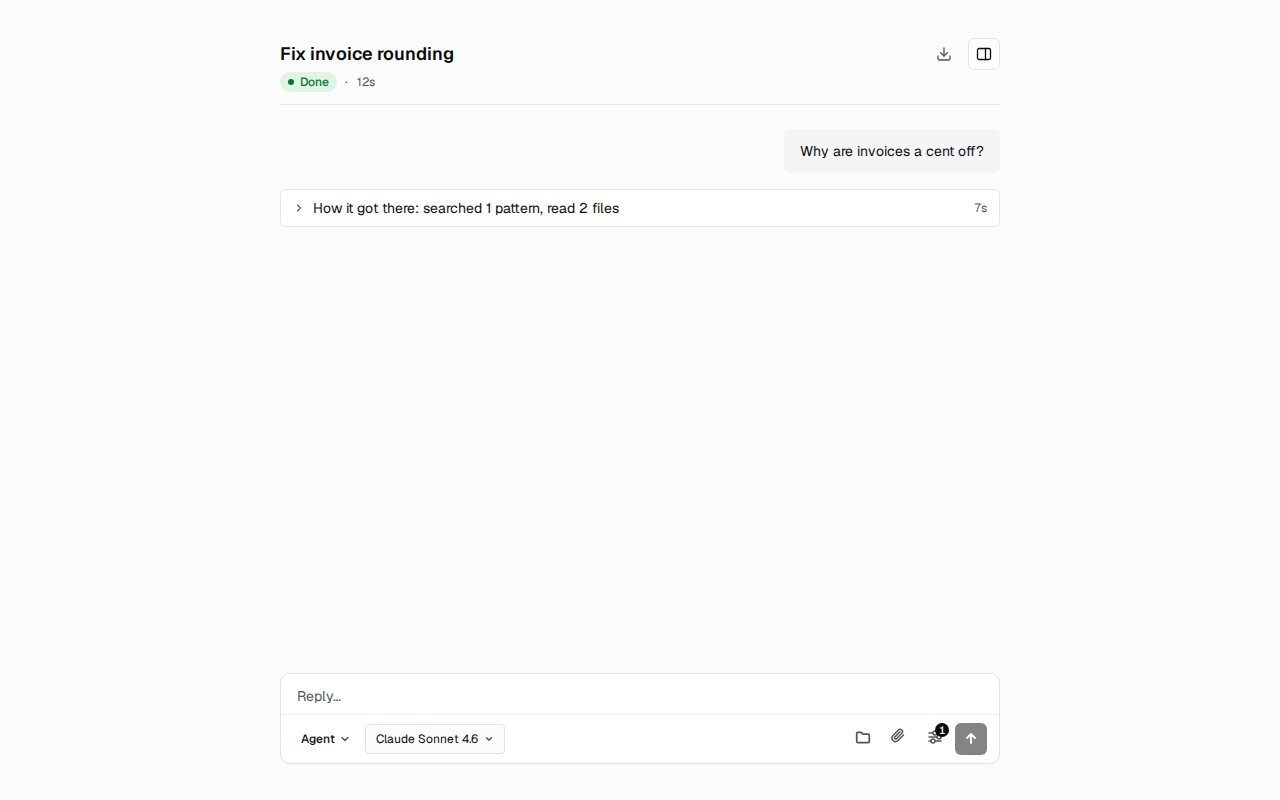 Fix invoice rounding
Done · 12s
Why are invoices a cent off?
How it got there: searched 1 pattern, read 2 files 7s
Reply…
Agent Claude Sonnet 4.6 1